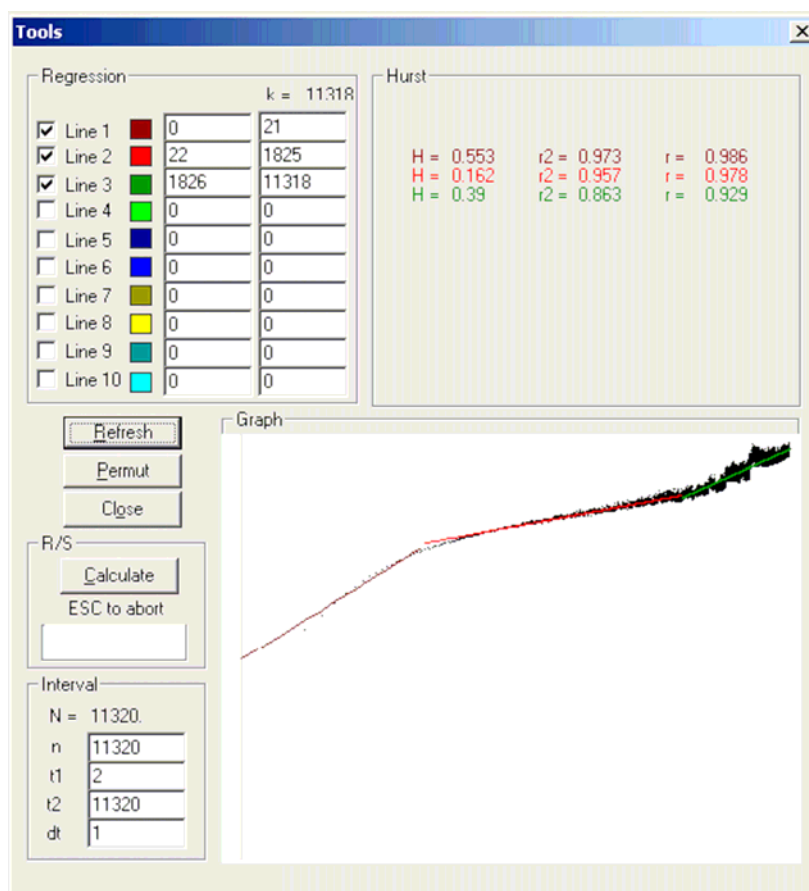 Tools
Regression
k = 11318
Line 1 0 21
Line 2 22 1825
Line 3 1826 11318
Line 4 0 0
Line 5 0 0
Line 6 0 0
Line 7 0 0
Line 8 0 0
Line 9 0 0
Line 10 0 0
Hurst
H = 0.553 r2 = 0.973 r = 0.986
H = 0.162 r2 = 0.957 r = 0.978
H = 0.39 r2 = 0.863 r = 0.929
Refresh
Permut
Close
R/S
Calculate
ESC to abort
Interval
N = 11320.
n 11320
t1 2
t2 11320
dt 1
Graph